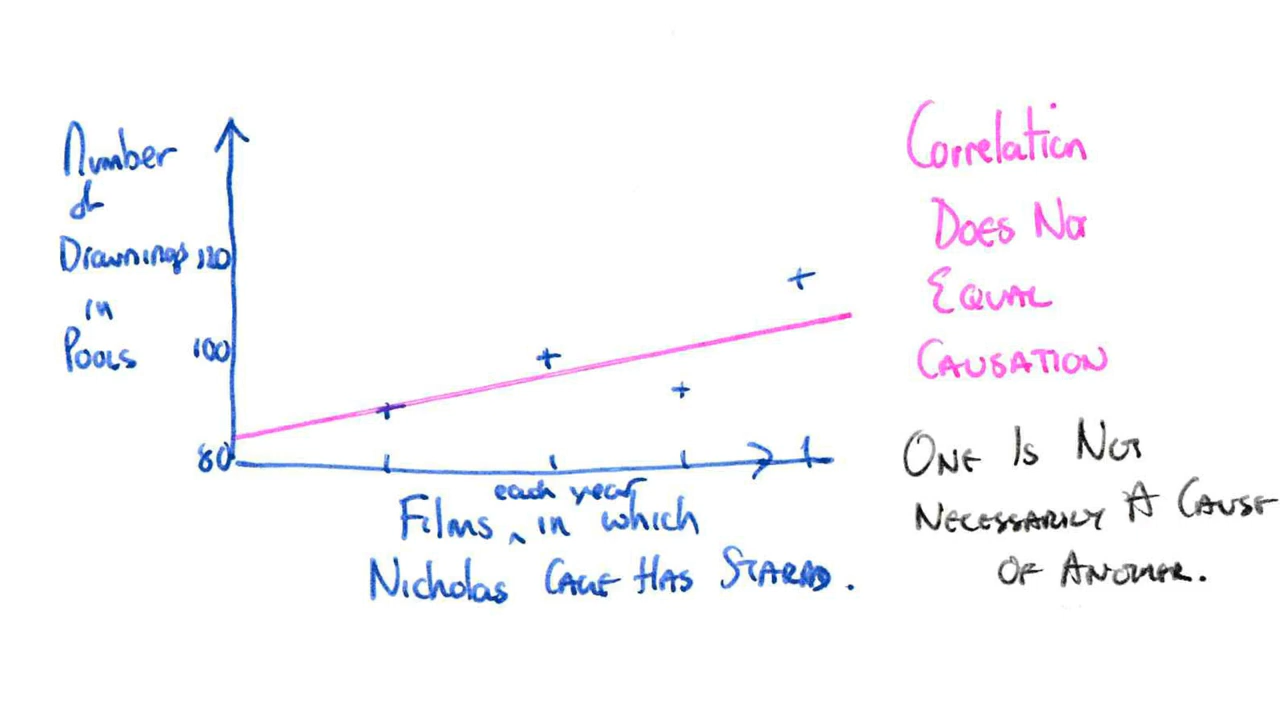 Number
of
Drownings
in
Pools
120
100
80
each year
Films ‸ in which
Nicholas CAGE HAS STARRED.
Correlation
DOES NOT
EQUAL
CAUSATION
ONE IS NOT
NECESSARILY A CAUSE
OF ANOTHER.